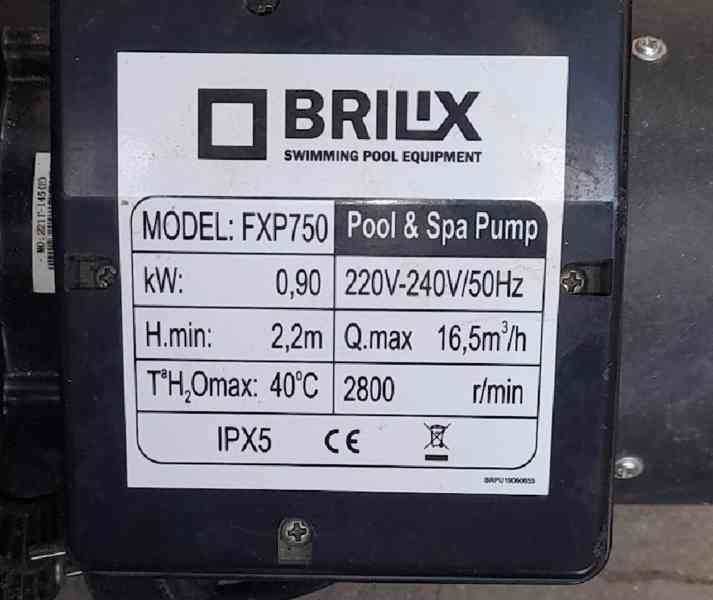 BRILIX
SWIMMING POOL EQUIPMENT
MODEL: FXP750 Pool & Spa Pump
kW: 0,90 220V-240V/50Hz
H.min: 2,2m Q.max 16,5m³/h
TªH₂Omax: 40°C 2800 r/min
IPX5 CE